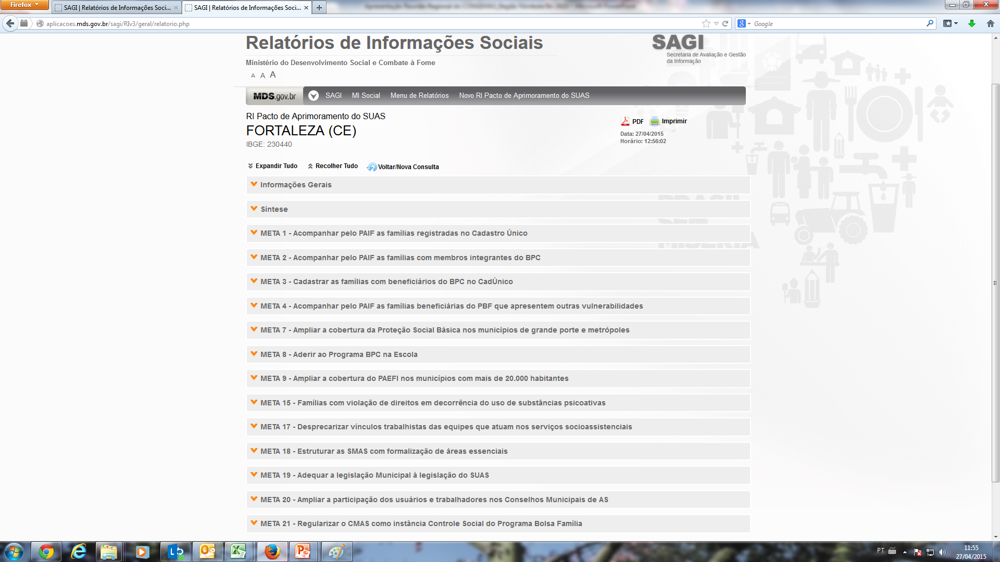 Firefox
SAGI | Relatórios de Informações Soci...
SAGI | Relatórios de Informações Soci...
aplicacoes.mds.gov.br/sagi/RIv3/geral/relatorio.php
Google
Relatórios de Informações Sociais
Ministério do Desenvolvimento Social e Combate à Fome
A A A
SAGI
Secretaria de Avaliação e Gestão
da Informação
MDS.gov.br
SAGI MI Social Menu de Relatórios Novo RI Pacto de Aprimoramento do SUAS
RI Pacto de Aprimoramento do SUAS
FORTALEZA (CE)
IBGE: 230440
PDF Imprimir
Data: 27/04/2015
Horário: 12:56:02
Expandir Tudo Recolher Tudo Voltar/Nova Consulta
Informações Gerais
Síntese
META 1 - Acompanhar pelo PAIF as famílias registradas no Cadastro Único
META 2 - Acompanhar pelo PAIF as famílias com membros integrantes do BPC
META 3 - Cadastrar as famílias com beneficiários do BPC no CadÚnico
META 4 - Acompanhar pelo PAIF as famílias beneficiárias do PBF que apresentem outras vulnerabilidades
META 7 - Ampliar a cobertura da Proteção Social Básica nos municípios de grande porte e metrópoles
META 8 - Aderir ao Programa BPC na Escola
META 9 - Ampliar a cobertura do PAEFI nos municípios com mais de 20.000 habitantes
META 15 - Famílias com violação de direitos em decorrência do uso de substâncias psicoativas
META 17 - Desprecarizar vínculos trabalhistas das equipes que atuam nos serviços socioassistenciais
META 18 - Estruturar as SMAS com formalização de áreas essenciais
META 19 - Adequar a legislação Municipal à legislação do SUAS
META 20 - Ampliar a participação dos usuários e trabalhadores nos Conselhos Municipais de AS
META 21 - Regularizar o CMAS como instância Controle Social do Programa Bolsa Família
PT
11:55
27/04/2015